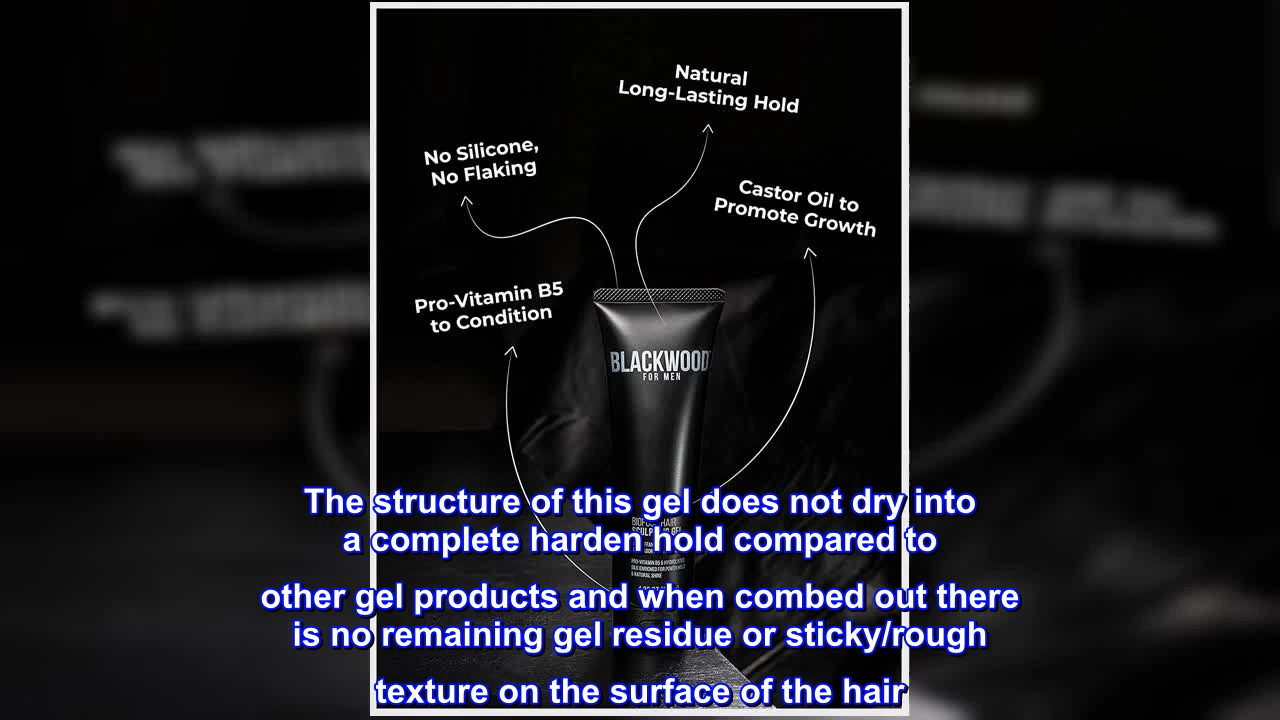 Natural
Long-Lasting Hold
No Silicone,
No Flaking
Castor Oil to
Promote Growth
Pro-Vitamin B5
to Condition
BLACKWOOD
FOR MEN
The structure of this gel does not dry into
a complete harden hold compared to
other gel products and when combed out there
is no remaining gel residue or sticky/rough
texture on the surface of the hair
& NATURAL SHINE